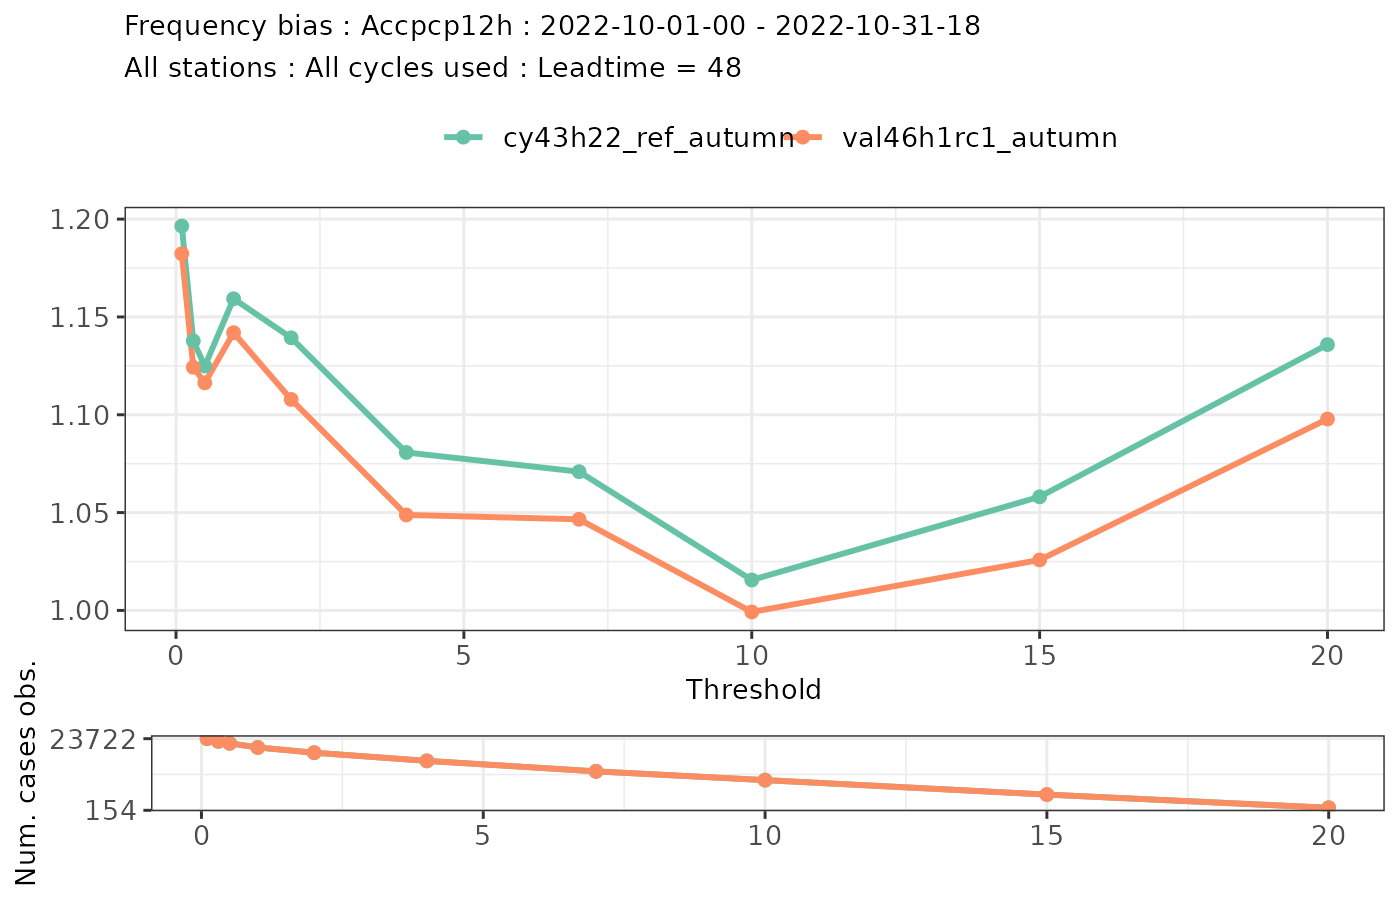 Frequency bias : Accpcp12h : 2022-10-01-00 - 2022-10-31-18
All stations : All cycles used : Leadtime = 48
cy43h22_ref_autumn val46h1rc1_autumn
1.20
1.15
1.10
1.05
1.00
0 5 10 15 20
Threshold
Num. cases obs.
23722
154
0 5 10 15 20